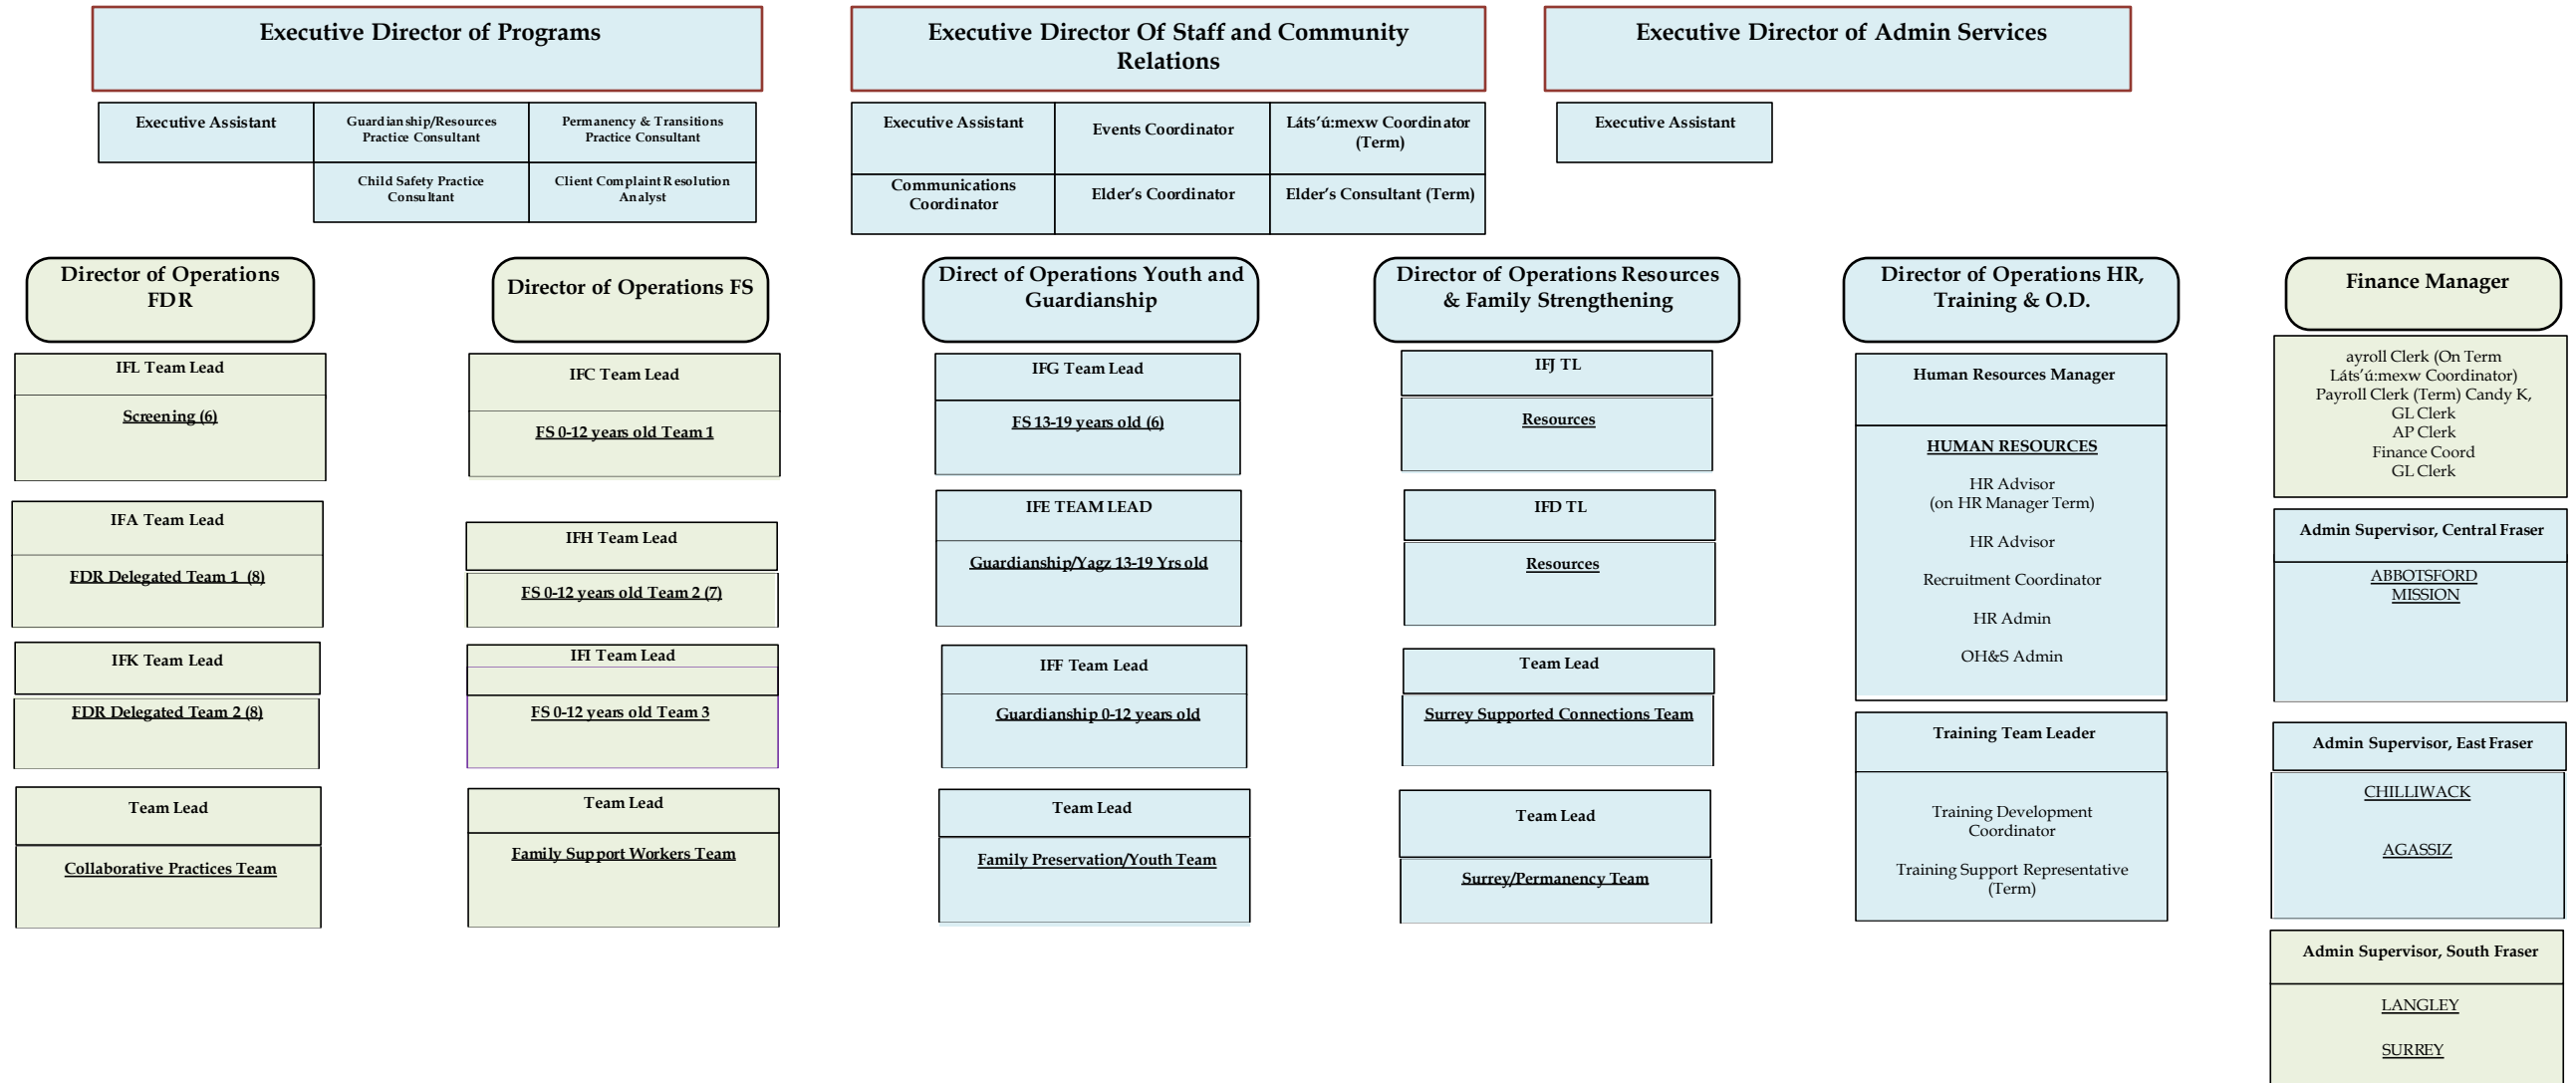 Executive Director of Programs
Executive Assistant
Guardianship/Resources
Practice Consultant
Permanency & Transitions
Practice Consultant
Child Safety Practice
Consultant
Client Complaint Resolution
Analyst
Executive Director Of Staff and Community
Relations
Executive Assistant
Events Coordinator
Láts’ú:mexw Coordinator
(Term)
Communications
Coordinator
Elder’s Coordinator
Elder’s Consultant (Term)
Executive Director of Admin Services
Executive Assistant
Director of Operations
FDR
IFL Team Lead
Screening (6)
IFA Team Lead
FDR Delegated Team 1 (8)
IFK Team Lead
FDR Delegated Team 2 (8)
Team Lead
Collaborative Practices Team
Director of Operations FS
IFC Team Lead
FS 0-12 years old Team 1
IFH Team Lead
FS 0-12 years old Team 2 (7)
IFI Team Lead
FS 0-12 years old Team 3
Team Lead
Family Support Workers Team
Direct of Operations Youth and
Guardianship
IFG Team Lead
FS 13-19 years old (6)
IFE TEAM LEAD
Guardianship/Yagz 13-19 Yrs old
IFF Team Lead
Guardianship 0-12 years old
Team Lead
Family Preservation/Youth Team
Director of Operations Resources
& Family Strengthening
IFJ TL
Resources
IFD TL
Resources
Team Lead
Surrey Supported Connections Team
Team Lead
Surrey/Permanency Team
Director of Operations HR,
Training & O.D.
Human Resources Manager
HUMAN RESOURCES
HR Advisor
(on HR Manager Term)
HR Advisor
Recruitment Coordinator
HR Admin
OH&S Admin
Training Team Leader
Training Development
Coordinator
Training Support Representative
(Term)
Finance Manager
ayroll Clerk (On Term
Láts’ú:mexw Coordinator)
Payroll Clerk (Term) Candy K,
GL Clerk
AP Clerk
Finance Coord
GL Clerk
Admin Supervisor, Central Fraser
ABBOTSFORD
MISSION
Admin Supervisor, East Fraser
CHILLIWACK
AGASSIZ
Admin Supervisor, South Fraser
LANGLEY
SURREY